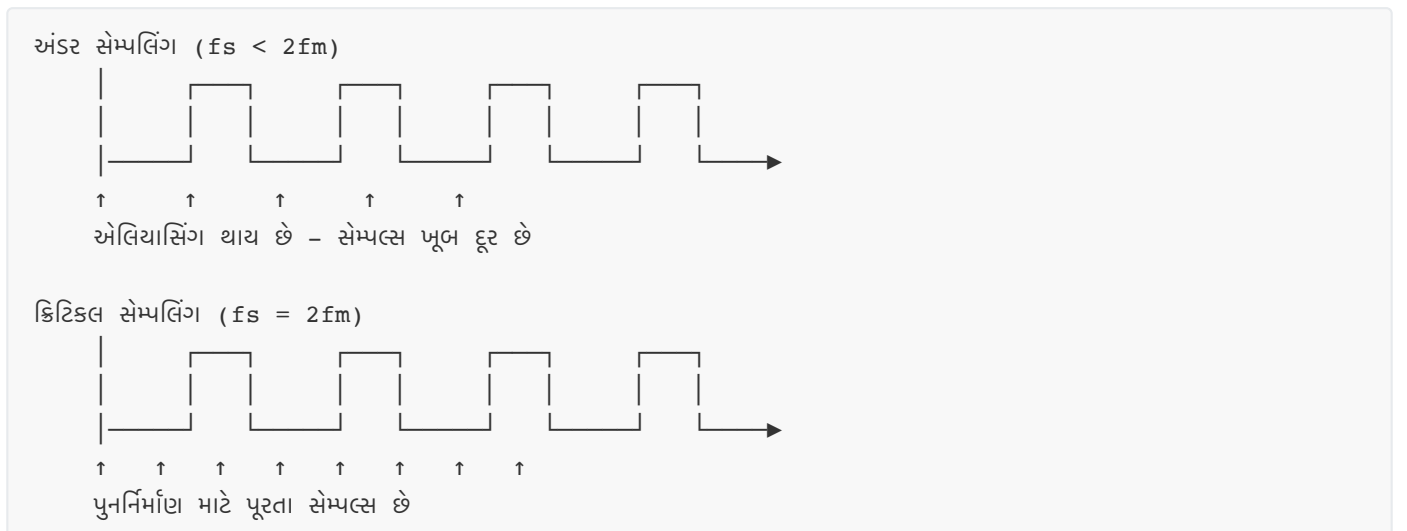 અંડર સેમ્પલિંગ (fs < 2fm)
↑ ↑ ↑ ↑ ↑
એલિયાસિંગ થાય છે – સેમ્પલ્સ ખૂબ દૂર છે
ક્રિટિકલ સેમ્પલિંગ (fs = 2fm)
↑ ↑ ↑ ↑ ↑ ↑ ↑ ↑
પુનર્નિર્માણ માટે પૂરતા સેમ્પલ્સ છે